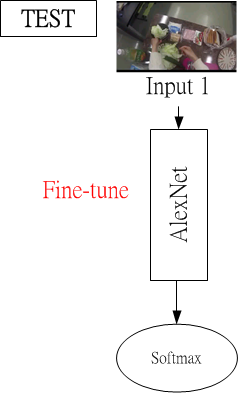 TEST
Input 1
Fine-tune
AlexNet
Softmax